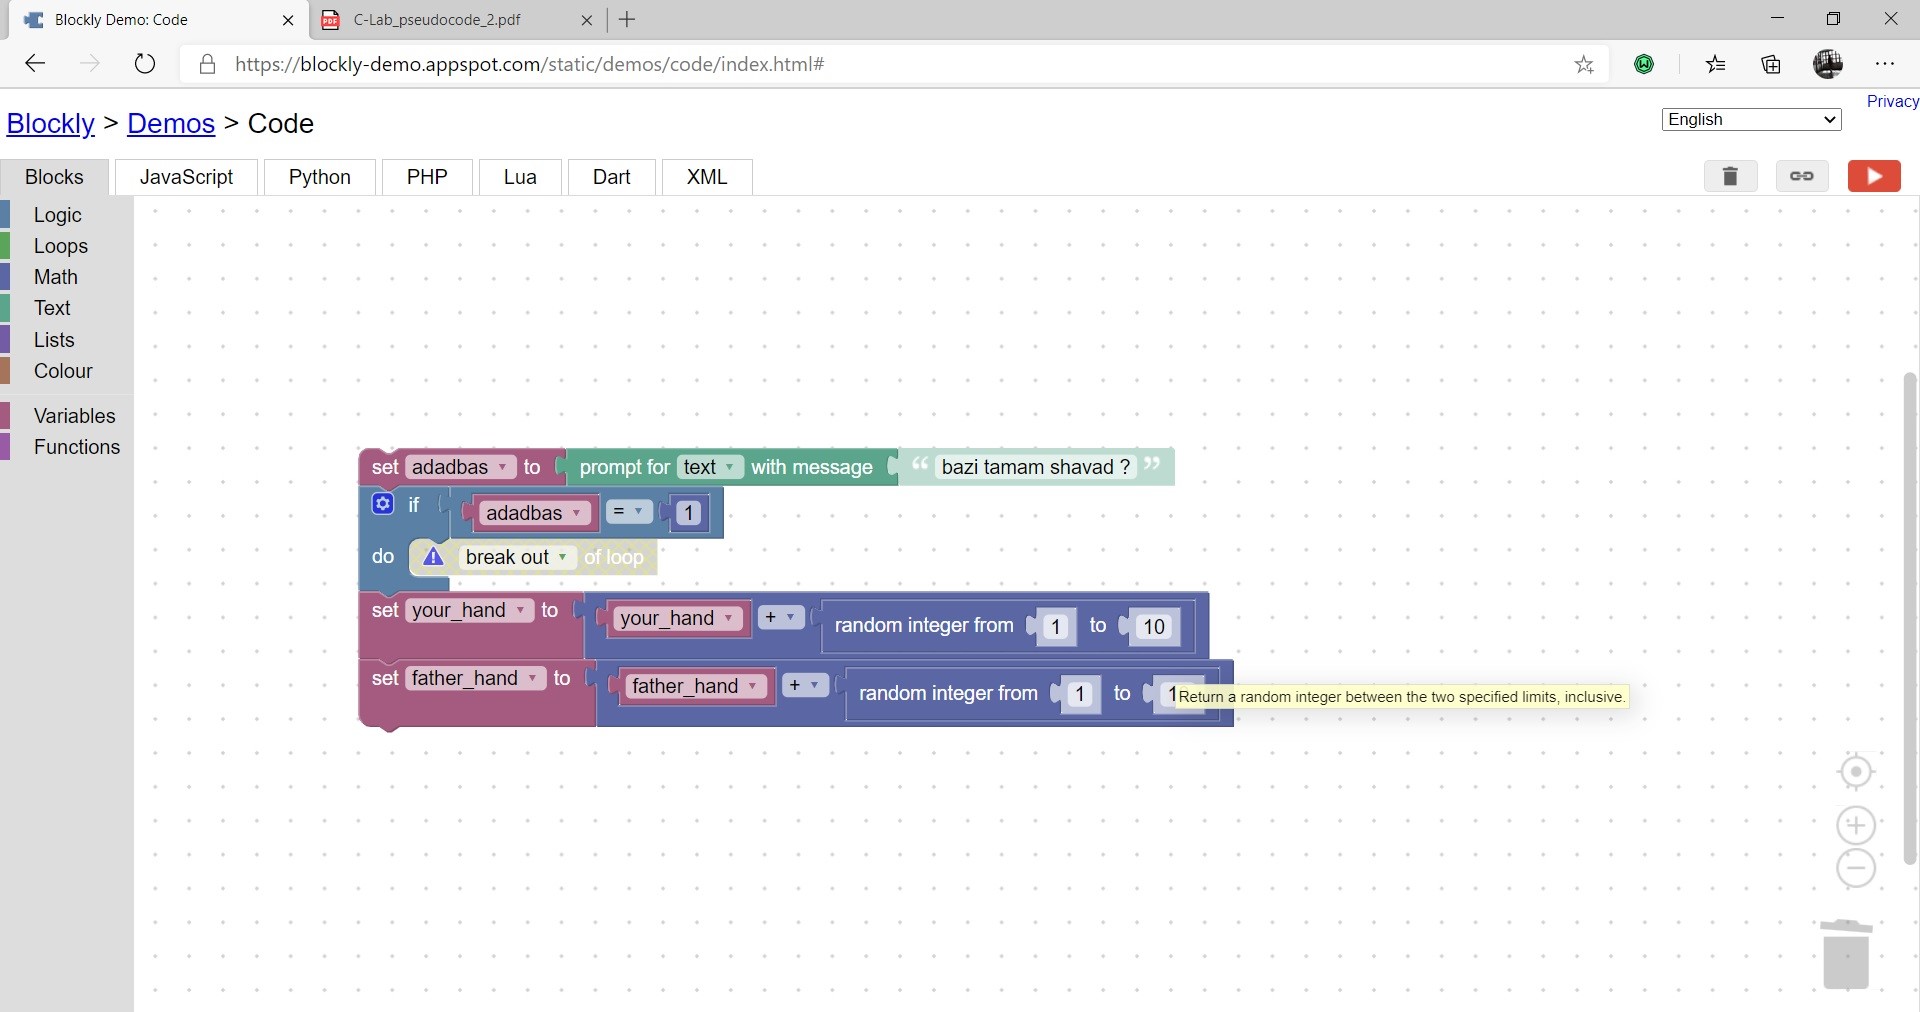 Blockly Demo: Code
C-Lab_pseudocode_2.pdf
https://blockly-demo.appspot.com/static/demos/code/index.html#
Privacy
Blockly > Demos > Code
English
Blocks JavaScript Python PHP Lua Dart XML
Logic
Loops
Math
Text
Lists
Colour
Variables
Functions
set adadbas to prompt for text with message “ bazi tamam shavad ? ”
if adadbas = 1
do break out of loop
set your_hand to your_hand + random integer from 1 to 10
set father_hand to father_hand + random integer from 1 to
Return a random integer between the two specified limits, inclusive.